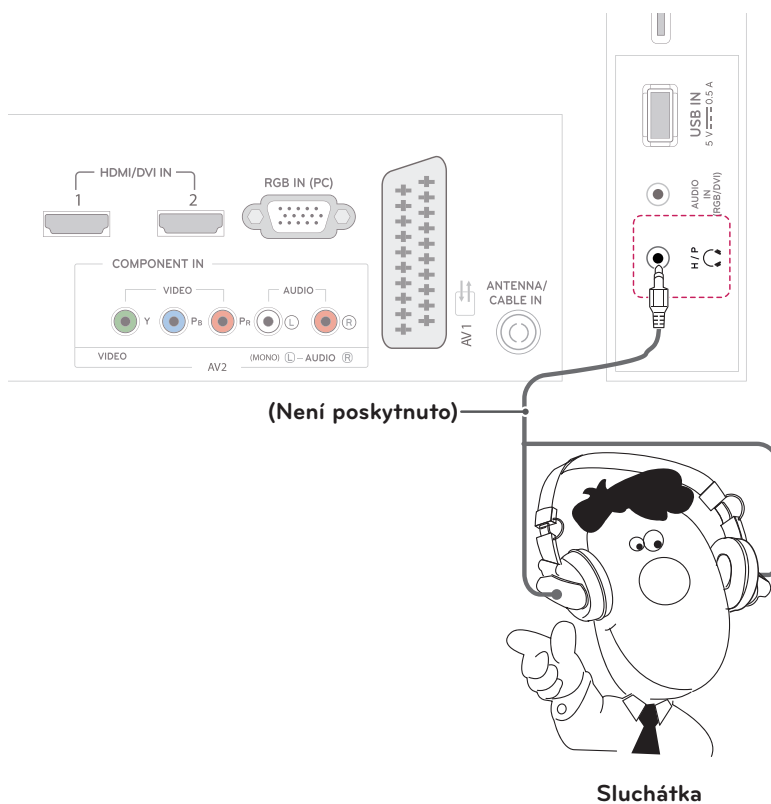 USB IN
5 V 0.5 A
AUDIO
IN
(RGB/DVI)
H/P
HDMI/DVI IN
1
2
RGB IN (PC)
COMPONENT IN
VIDEO
AUDIO
Y
PB
PR
L
R
VIDEO
AV2
(MONO) L – AUDIO R
AV1
ANTENNA/
CABLE IN
(Není poskytnuto)
Sluchátka